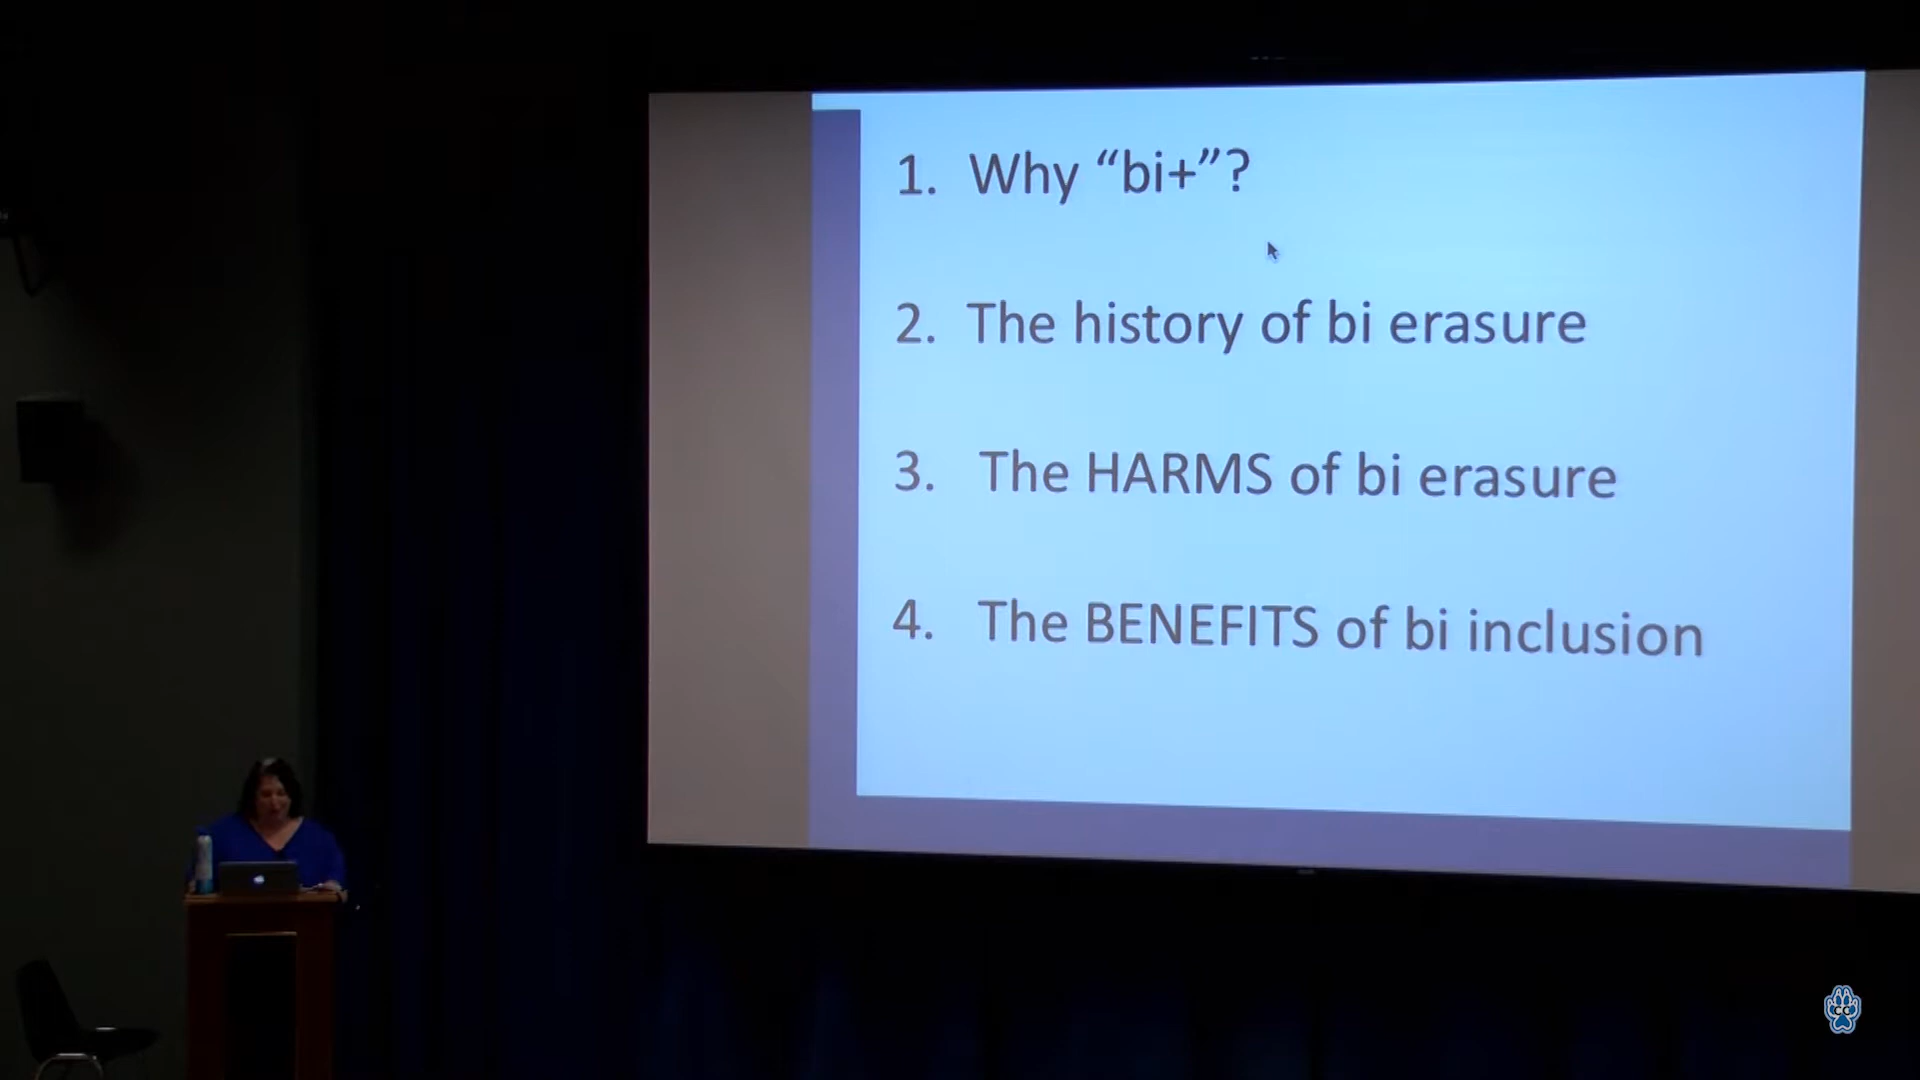 1. Why “bi+”?
2. The history of bi erasure
3. The HARMS of bi erasure
4. The BENEFITS of bi inclusion
CC